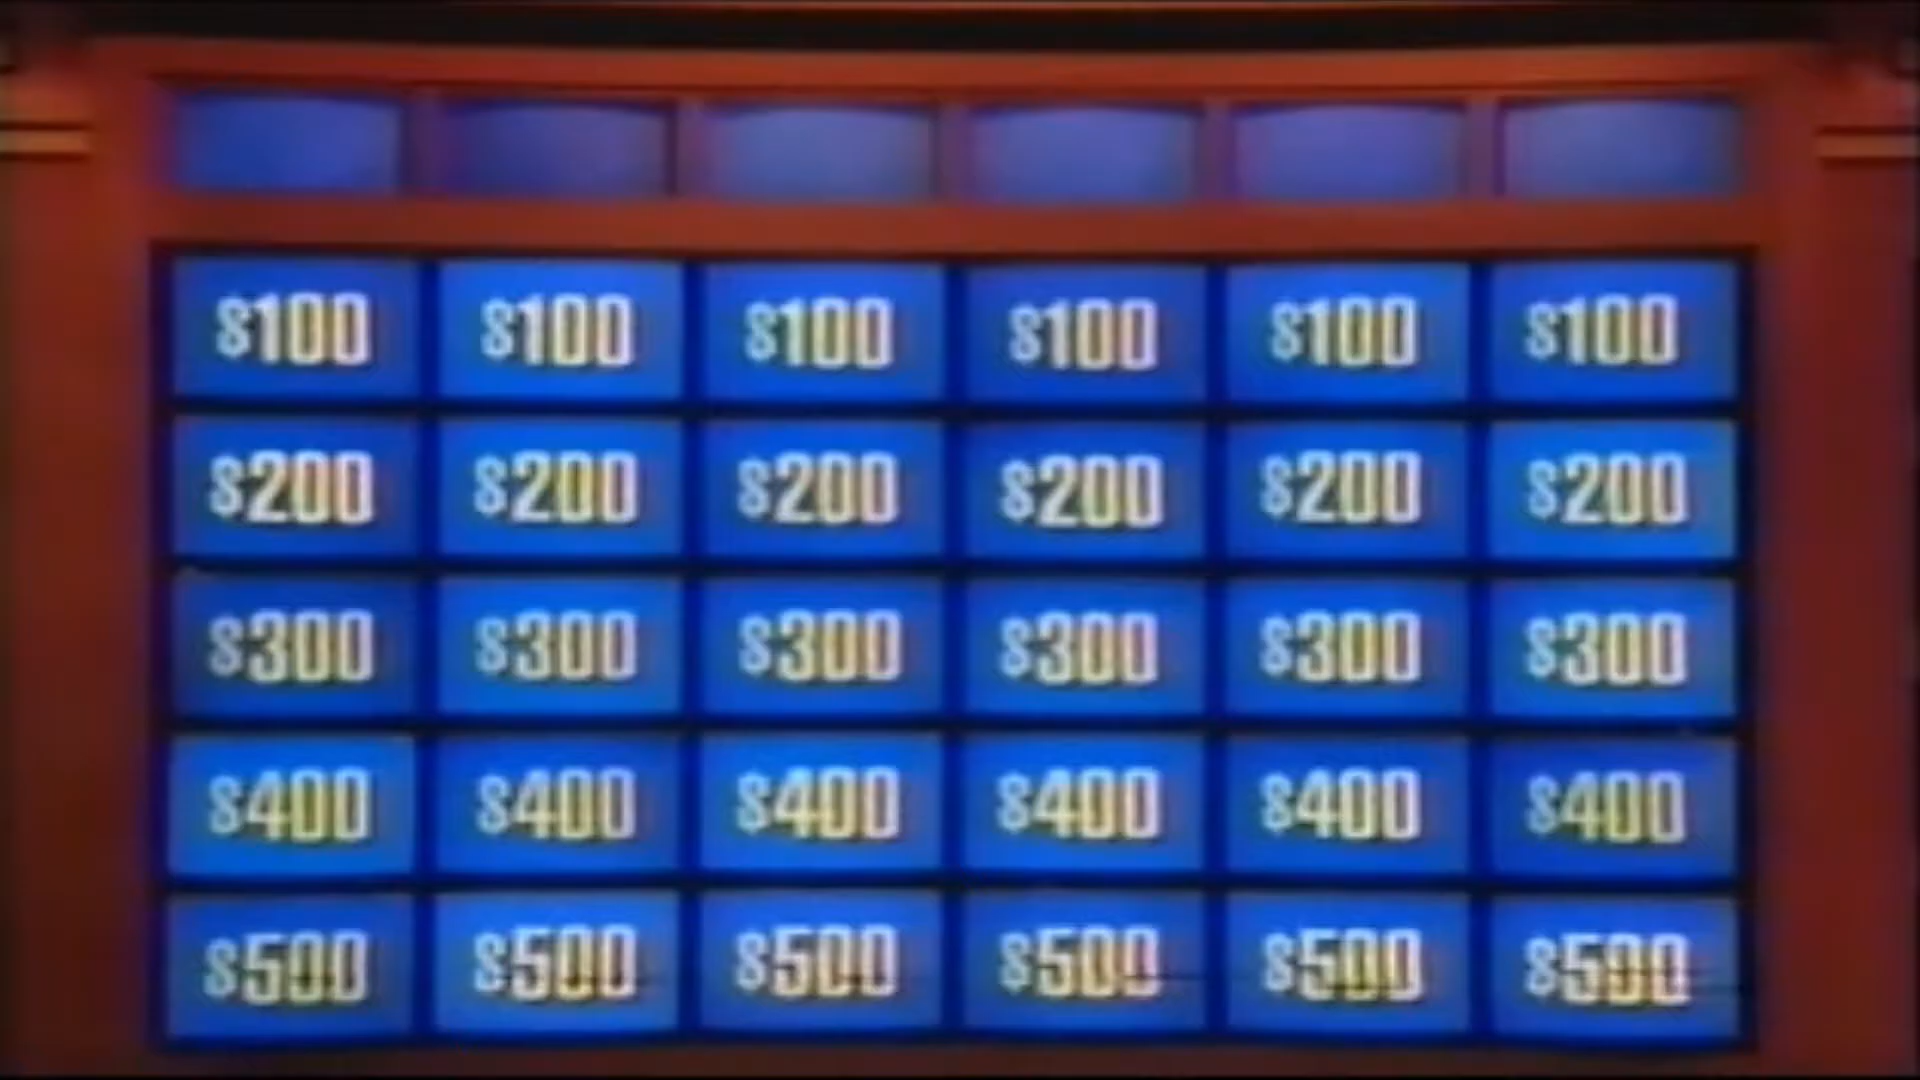 $100 $100 $100 $100 $100 $100
$200 $200 $200 $200 $200 $200
$300 $300 $300 $300 $300 $300
$400 $400 $400 $400 $400 $400
$500 $500 $500 $500 $500 $500